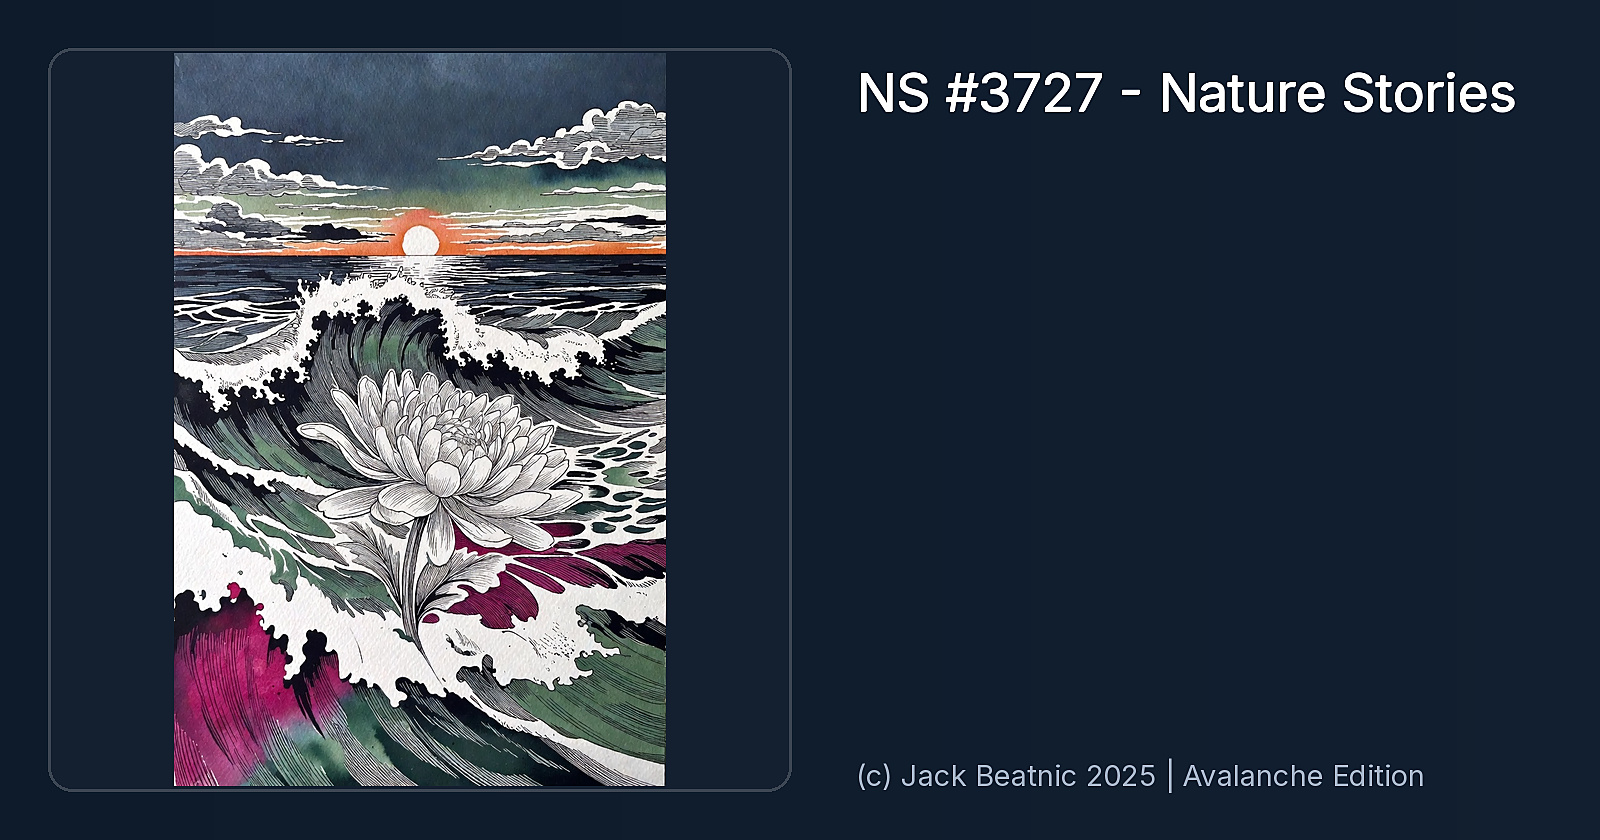 NS #3727 - Nature Stories
(c) Jack Beatnic 2025 | Avalanche Edition